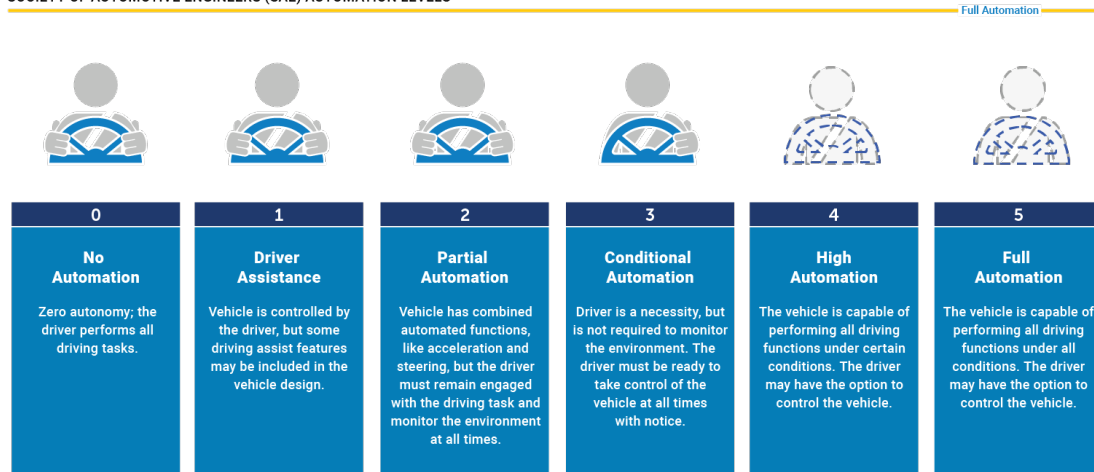 SOCIETY OF AUTOMOTIVE ENGINEERS (SAE) AUTOMATION LEVELS
Full Automation
0
No
Automation
Zero autonomy; the
driver performs all
driving tasks.
1
Driver
Assistance
Vehicle is controlled by
the driver, but some
driving assist features
may be included in the
vehicle design.
2
Partial
Automation
Vehicle has combined
automated functions,
like acceleration and
steering, but the driver
must remain engaged
with the driving task and
monitor the environment
at all times.
3
Conditional
Automation
Driver is a necessity, but
is not required to monitor
the environment. The
driver must be ready to
take control of the
vehicle at all times
with notice.
4
High
Automation
The vehicle is capable of
performing all driving
functions under certain
conditions. The driver
may have the option to
control the vehicle.
5
Full
Automation
The vehicle is capable of
performing all driving
functions under all
conditions. The driver
may have the option to
control the vehicle.